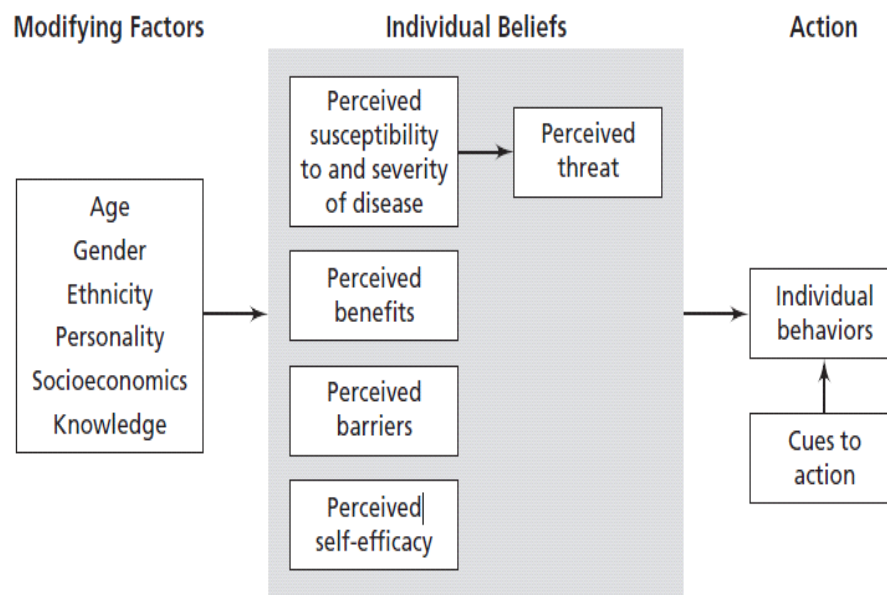 Modifying Factors
Individual Beliefs
Action
Age
Gender
Ethnicity
Personality
Socioeconomics
Knowledge
Perceived
susceptibility
to and severity
of disease
Perceived
threat
Perceived
benefits
Perceived
barriers
Perceived
self-efficacy
Individual
behaviors
Cues to
action